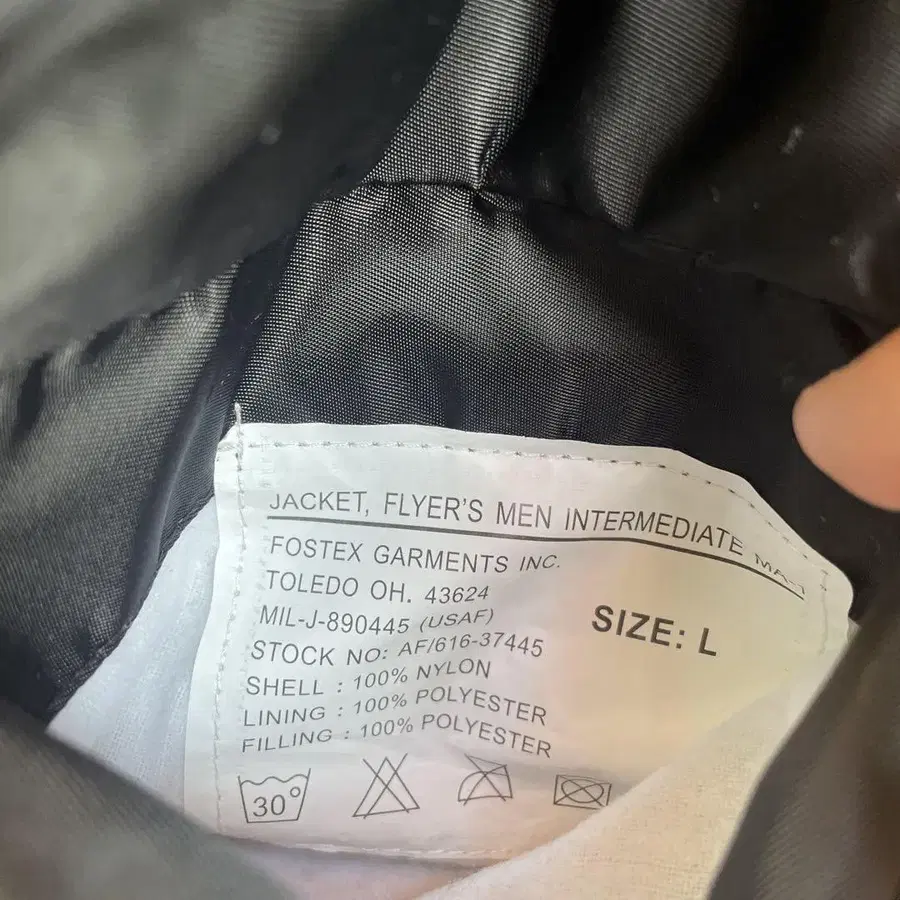 JACKET, FLYER'S MEN INTERMEDIATE
FOSTEX GARMENTS INC.
TOLEDO OH. 43624
MIL-J-890445 (USAF)
SIZE: L
STOCK NO: AF/616-37445
SHELL : 100% NYLON
LINING : 100% POLYESTER
FILLING : 100% POLYESTER
30°